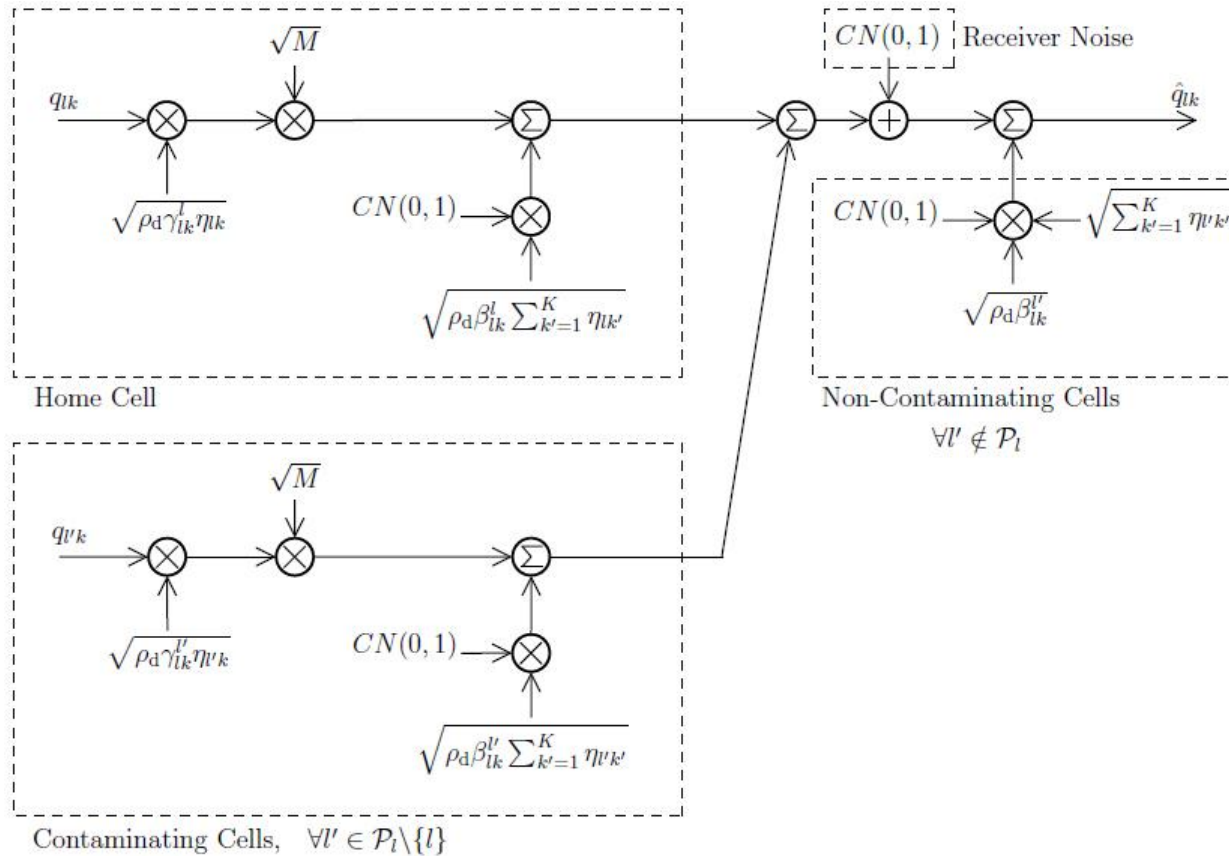 √M
CN(0, 1) Receiver Noise
q_{lk}
\hat{q}_{lk}
× × Σ Σ + Σ
√(ρ_d γ^l_{lk} η_{lk})
CN(0, 1) ×
√(ρ_d β^l_{lk} ∑_{k'=1}^{K} η_{lk'})
CN(0, 1) × √(∑_{k'=1}^{K} η_{l'k'})
√(ρ_d β^{l'}_{lk})
Home Cell
Non-Contaminating Cells
∀l' ∉ 𝒫_l
√M
q_{l'k}
× × Σ
√(ρ_d γ^{l'}_{lk} η_{l'k})
CN(0, 1) ×
√(ρ_d β^{l'}_{lk} ∑_{k'=1}^{K} η_{l'k'})
Contaminating Cells, ∀l' ∈ 𝒫_l\{l}